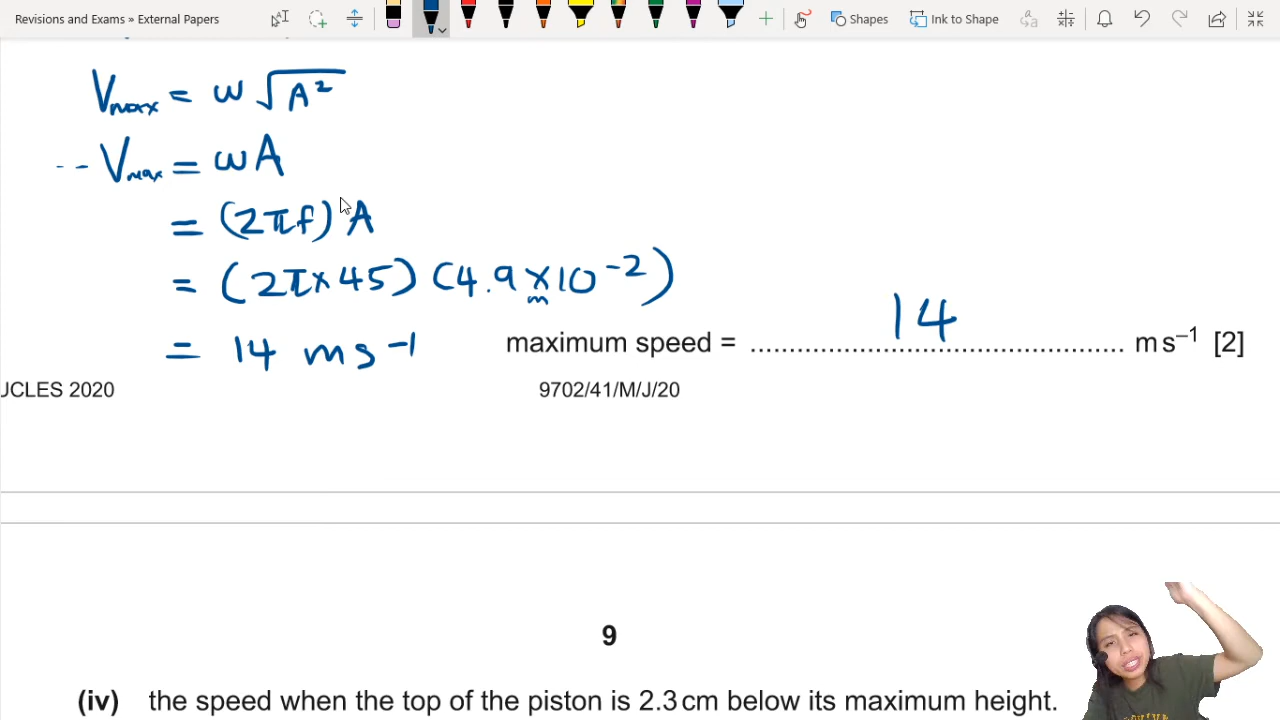 Revisions and Exams » External Papers
Shapes
Ink to Shape
Vmax = ω √A²
-- Vmax = ωA
= (2πf) A
= (2π×45) (4.9×10⁻²)
m
= 14 ms⁻¹
maximum speed = 14 ms⁻¹ [2]
UCLES 2020
9702/41/M/J/20
9
(iv) the speed when the top of the piston is 2.3 cm below its maximum height.